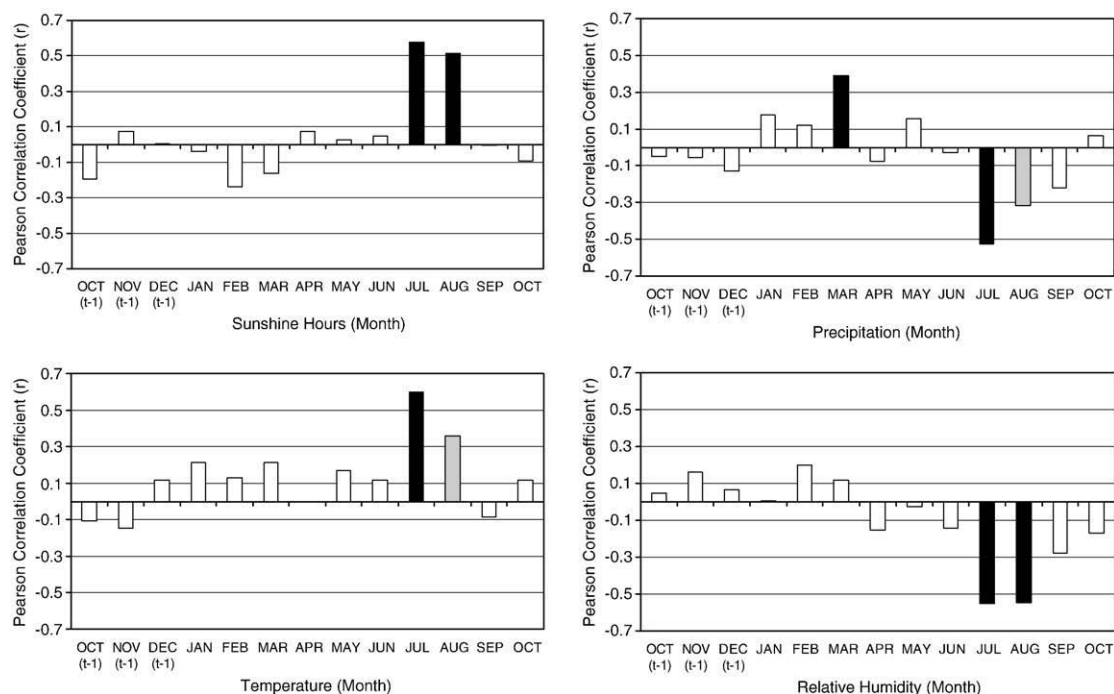 Pearson Correlation Coefficient (r)
0.7
0.5
0.3
0.1
-0.1
-0.3
-0.5
-0.7
OCT NOV DEC JAN FEB MAR APR MAY JUN JUL AUG SEP OCT
(t-1) (t-1) (t-1)
Sunshine Hours (Month)
Pearson Correlation Coefficient (r)
0.7
0.5
0.3
0.1
-0.1
-0.3
-0.5
-0.7
OCT NOV DEC JAN FEB MAR APR MAY JUN JUL AUG SEP OCT
(t-1) (t-1) (t-1)
Precipitation (Month)
Pearson Correlation Coefficient (r)
0.7
0.5
0.3
0.1
-0.1
-0.3
-0.5
-0.7
OCT NOV DEC JAN FEB MAR APR MAY JUN JUL AUG SEP OCT
(t-1) (t-1) (t-1)
Temperature (Month)
Pearson Correlation Coefficient (r)
0.7
0.5
0.3
0.1
-0.1
-0.3
-0.5
-0.7
OCT NOV DEC JAN FEB MAR APR MAY JUN JUL AUG SEP OCT
(t-1) (t-1) (t-1)
Relative Humidity (Month)